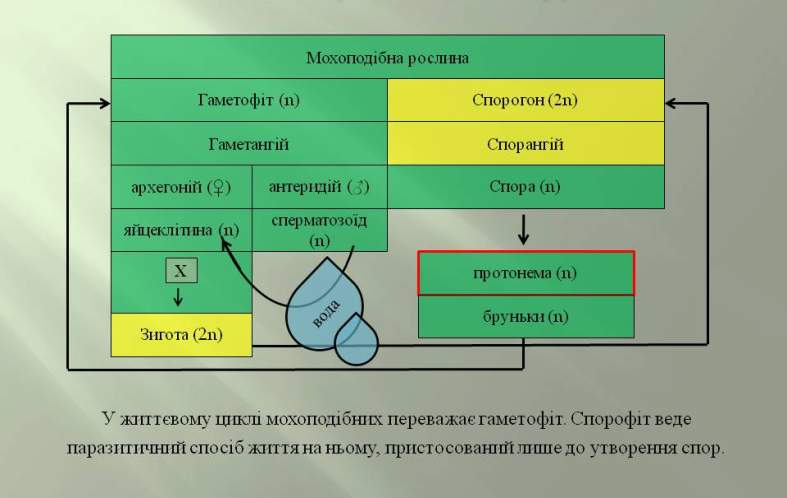 Мохоподібна рослина
Гаметофіт (n)
Спорогон (2n)
Гаметангій
Спорангій
архегоній (♀)
антеридій (♂)
Спора (n)
яйцеклітина (n)
сперматозоїд
(n)
X
протонема (n)
вода
бруньки (n)
Зигота (2n)
У життєвому циклі мохоподібних переважає гаметофіт. Спорофіт веде
паразитичний спосіб життя на ньому, пристосований лише до утворення спор.